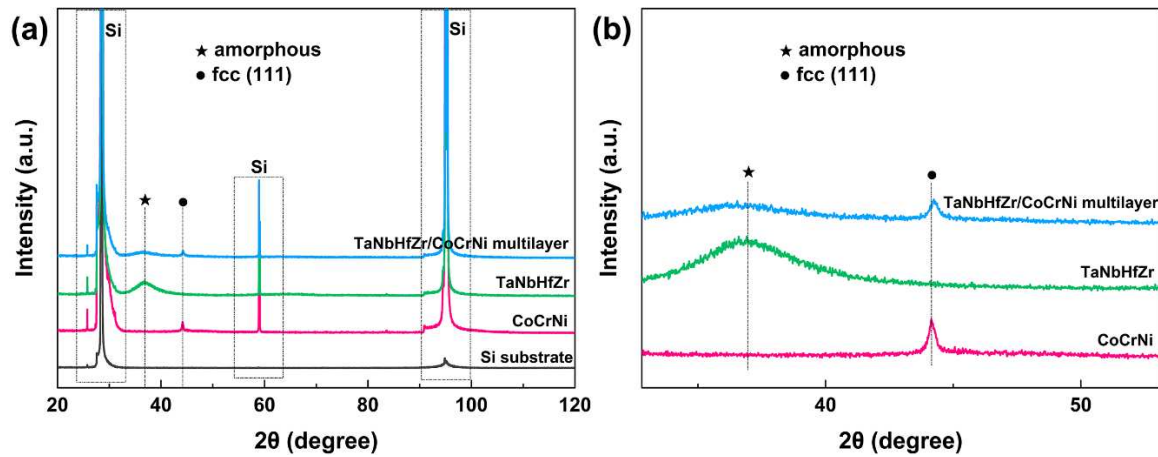 (a)
Si
Si
★ amorphous
● fcc (111)
Si
TaNbHfZr/CoCrNi multilayer
TaNbHfZr
CoCrNi
Si substrate
Intensity (a.u.)
20 40 60 80 100 120
2θ (degree)
(b)
★ amorphous
● fcc (111)
TaNbHfZr/CoCrNi multilayer
TaNbHfZr
CoCrNi
Intensity (a.u.)
40 50
2θ (degree)